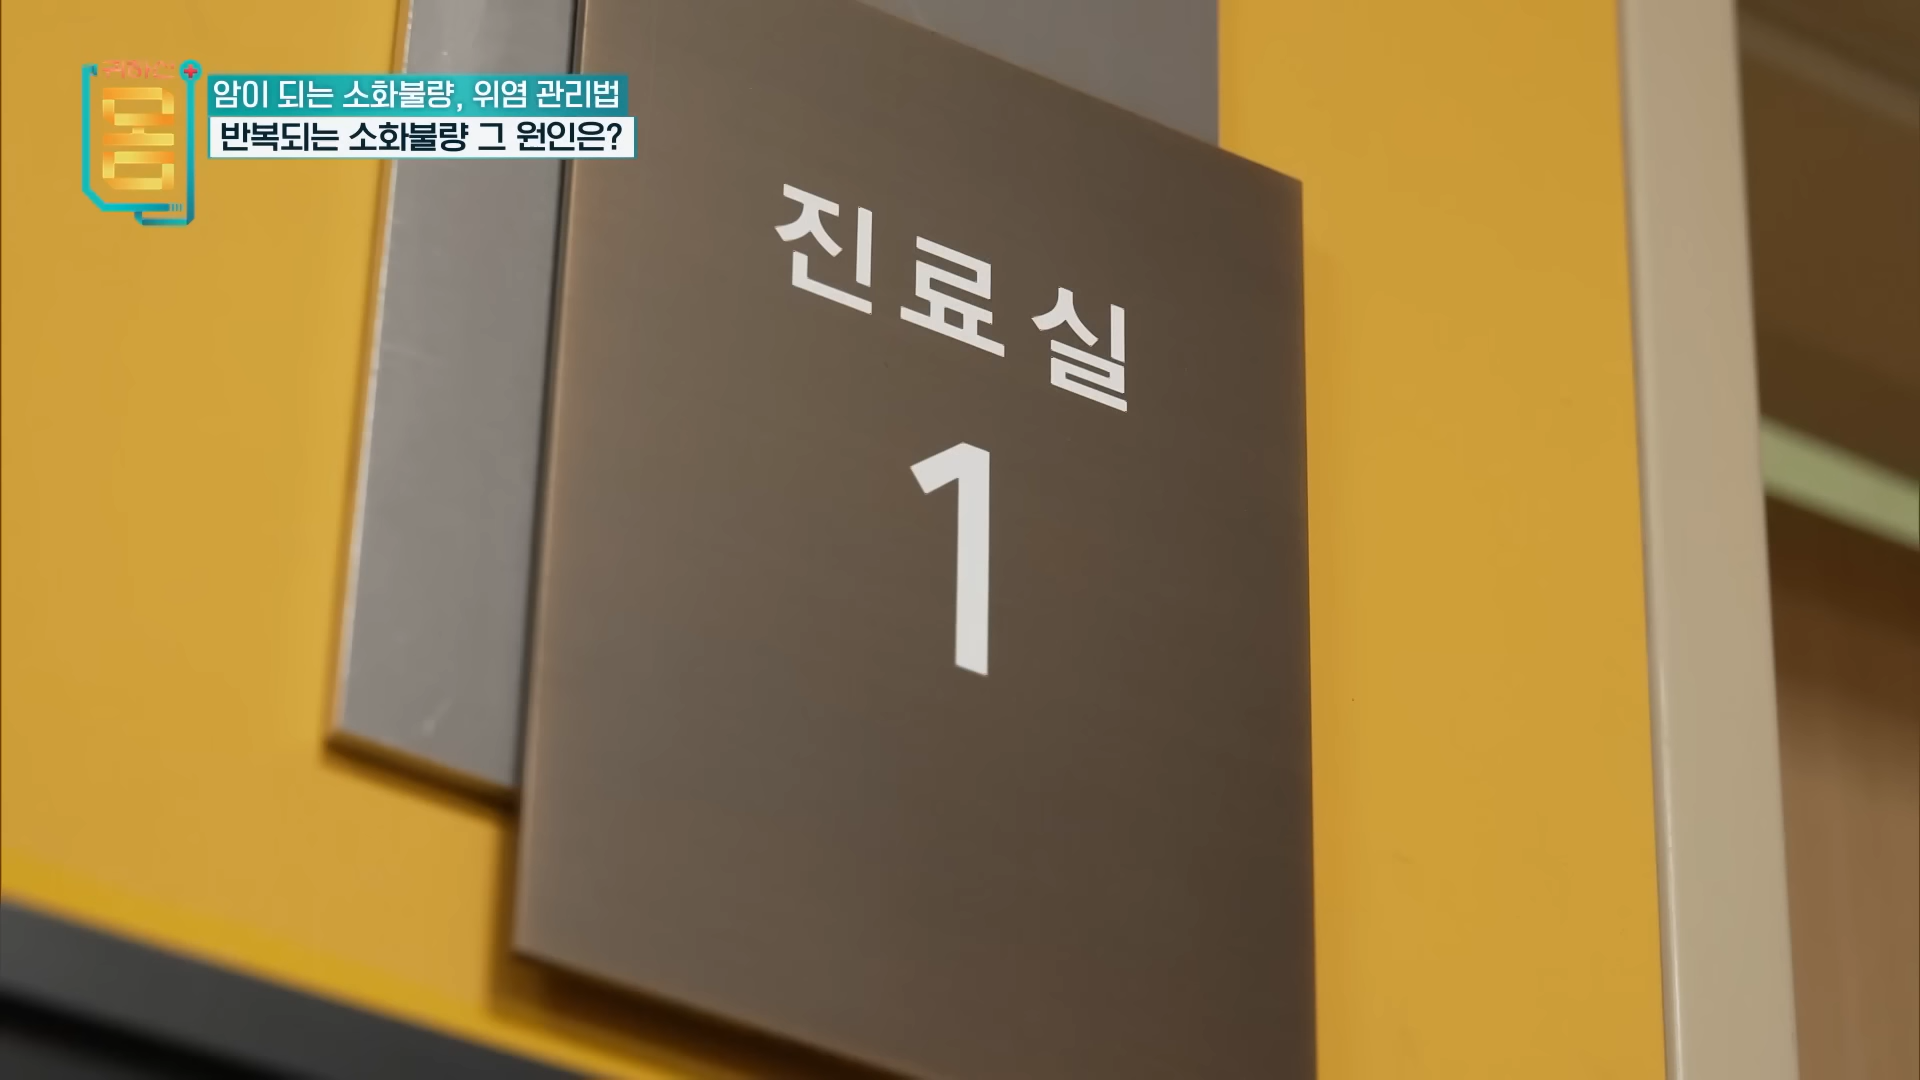 암이 되는 소화불량, 위염 관리법
반복되는 소화불량 그 원인은?
몸
진료실
1